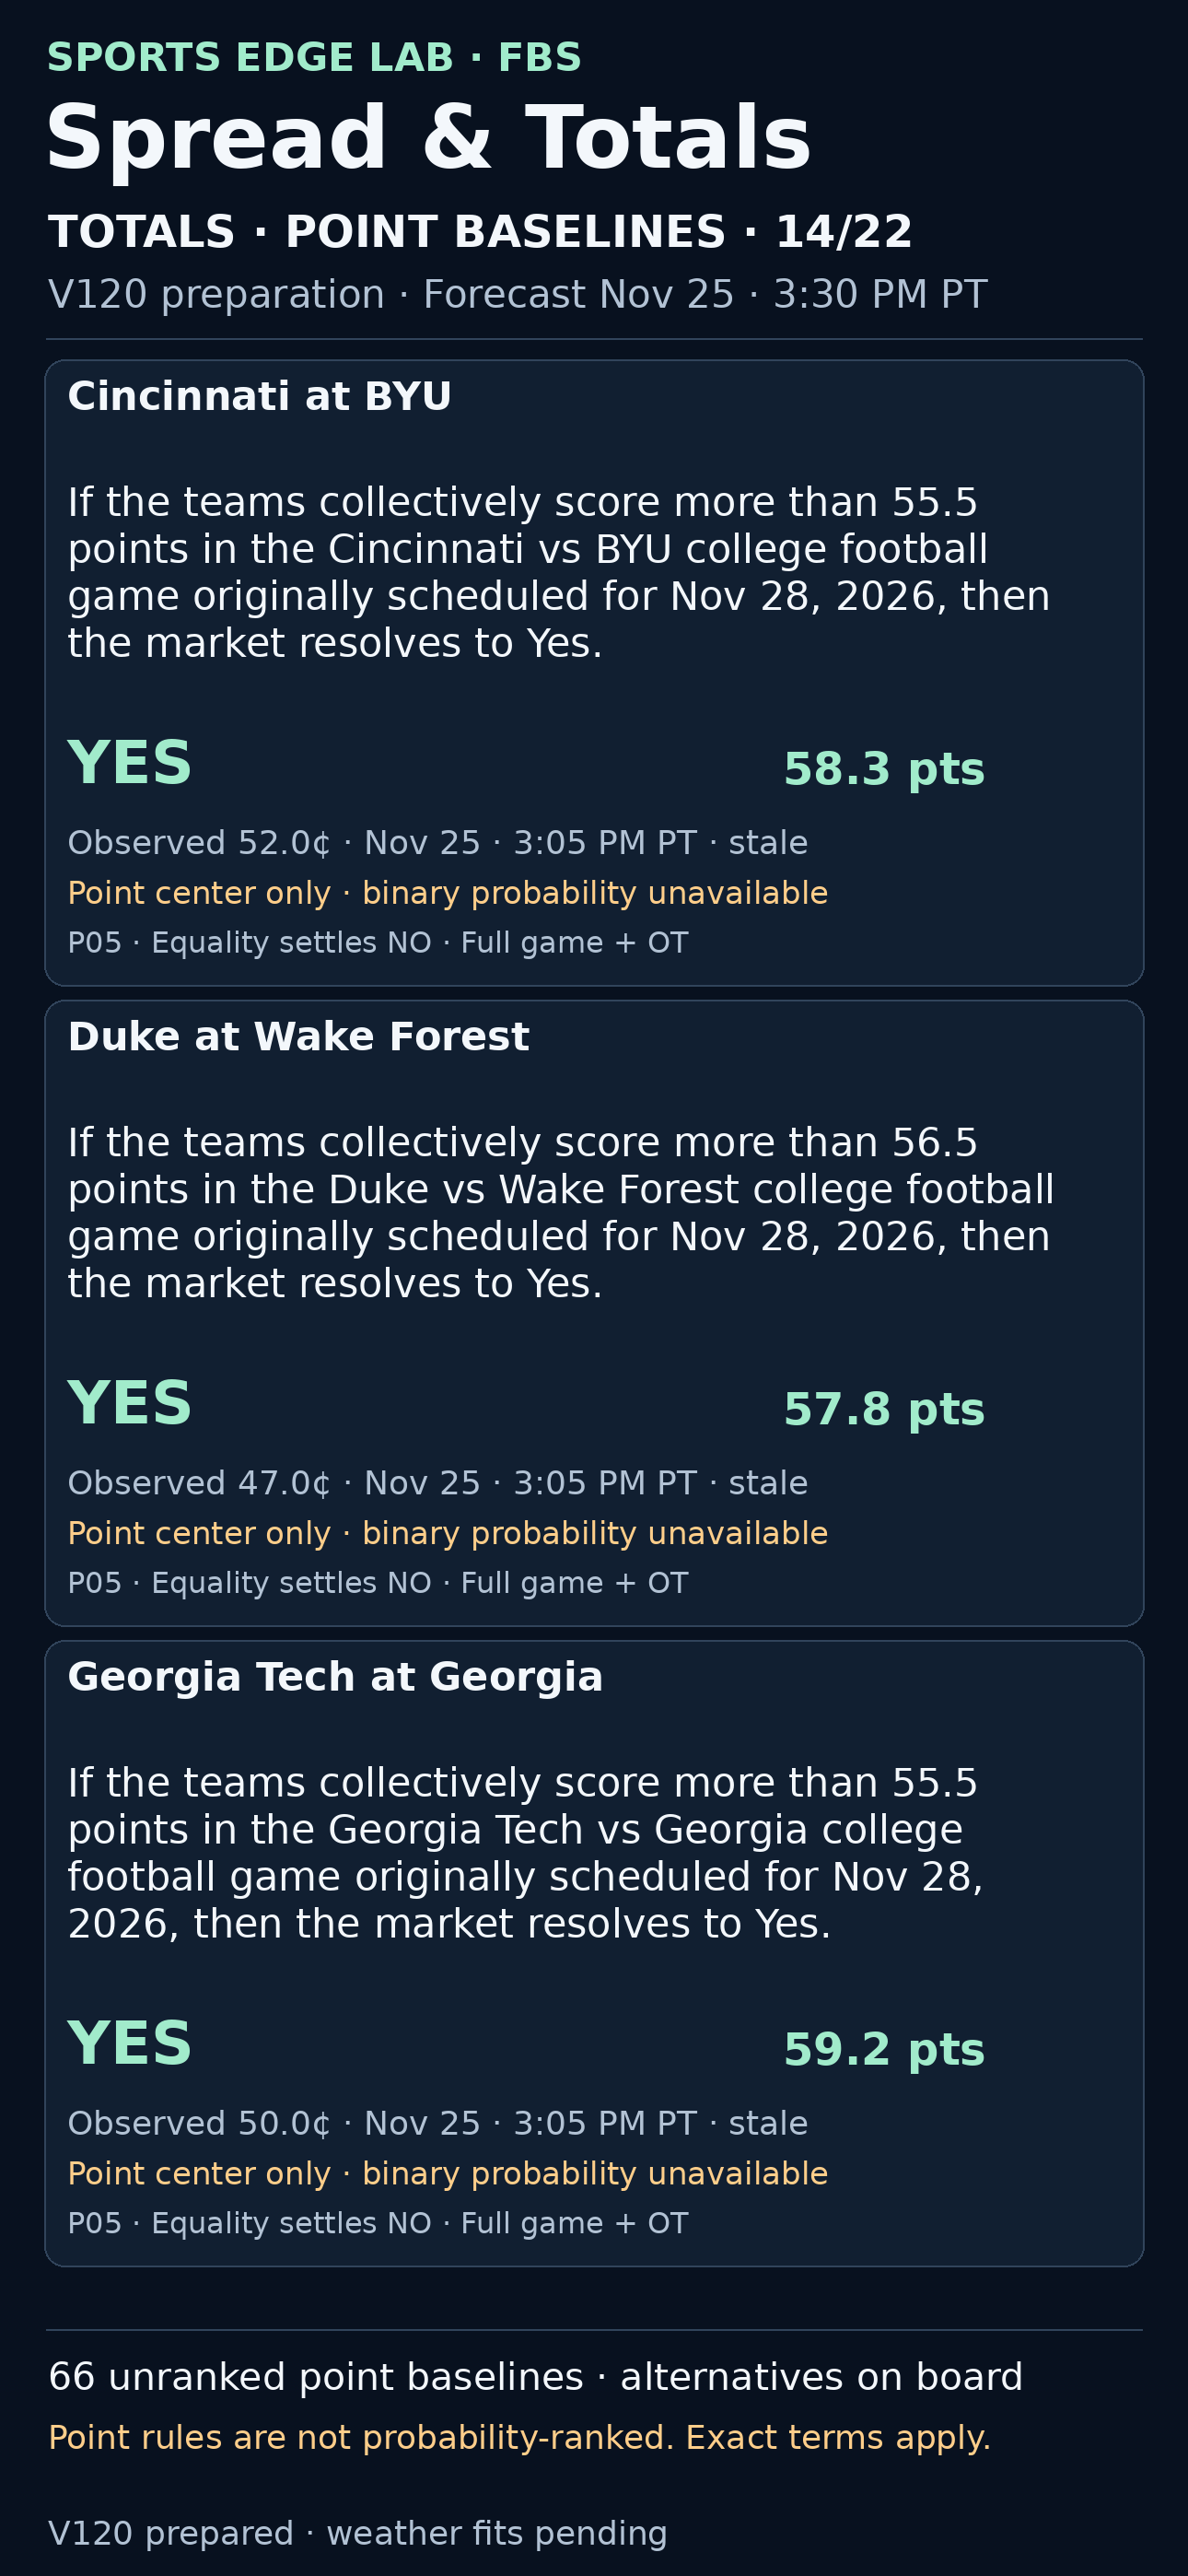 SPORTS EDGE LAB · FBS
Spread & Totals
TOTALS · POINT BASELINES · 14/22
V120 preparation · Forecast Nov 25 · 3:30 PM PT
Cincinnati at BYU
If the teams collectively score more than 55.5
points in the Cincinnati vs BYU college football
game originally scheduled for Nov 28, 2026, then
the market resolves to Yes.
YES 58.3 pts
Observed 52.0¢ · Nov 25 · 3:05 PM PT · stale
Point center only · binary probability unavailable
P05 · Equality settles NO · Full game + OT
Duke at Wake Forest
If the teams collectively score more than 56.5
points in the Duke vs Wake Forest college football
game originally scheduled for Nov 28, 2026, then
the market resolves to Yes.
YES 57.8 pts
Observed 47.0¢ · Nov 25 · 3:05 PM PT · stale
Point center only · binary probability unavailable
P05 · Equality settles NO · Full game + OT
Georgia Tech at Georgia
If the teams collectively score more than 55.5
points in the Georgia Tech vs Georgia college
football game originally scheduled for Nov 28,
2026, then the market resolves to Yes.
YES 59.2 pts
Observed 50.0¢ · Nov 25 · 3:05 PM PT · stale
Point center only · binary probability unavailable
P05 · Equality settles NO · Full game + OT
66 unranked point baselines · alternatives on board
Point rules are not probability-ranked. Exact terms apply.
V120 prepared · weather fits pending